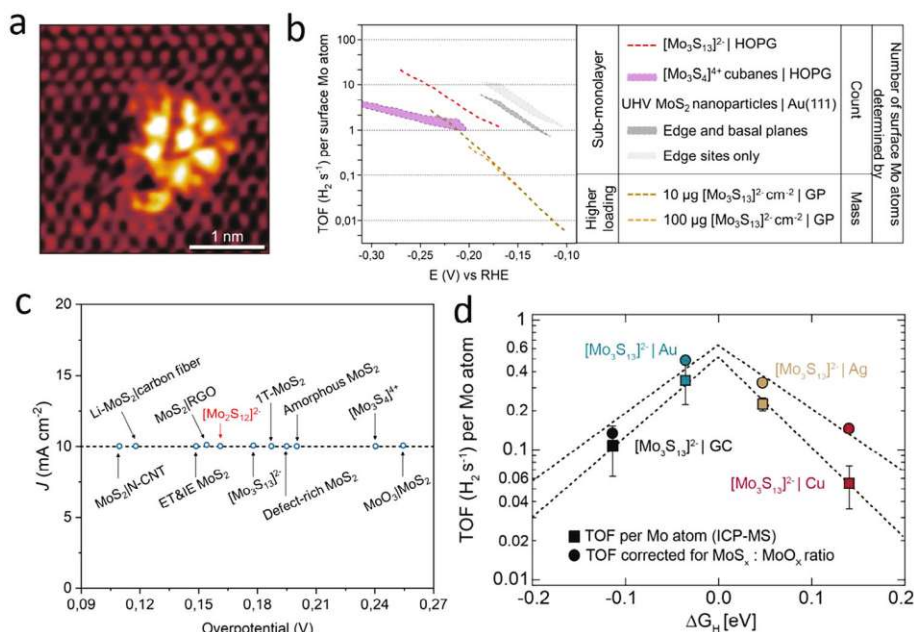 a
1 nm
b
TOF (H2 s-1) per surface Mo atom
100
10
1
0,1
0,01
-0,30
-0,25
-0,20
-0,15
-0,10
E (V) vs RHE
Sub-monolayer
Higher loading
[Mo3S13]2- | HOPG
[Mo3S4]4+ cubanes | HOPG
UHV MoS2 nanoparticles | Au(111)
Edge and basal planes
Edge sites only
10 µg [Mo3S13]2- cm-2 | GP
100 µg [Mo3S13]2- cm-2 | GP
Count
Mass
Number of surface Mo atoms
determined by
c
J (mA cm-2)
20
15
10
5
0
Li-MoS2|carbon fiber
MoS2|RGO
[Mo2S12]2-
1T-MoS2
Amorphous MoS2
[Mo3S4]4+
MoS2|N-CNT
ET&IE MoS2
[Mo3S13]2-
Defect-rich MoS2
MoO3|MoS2
0,09
0,12
0,15
0,18
0,21
0,24
0,27
Overpotential (V)
d
TOF (H2 s-1) per Mo atom
1
0.6
0.4
0.2
0.1
0.06
0.04
0.02
0.01
[Mo3S13]2- | Au
[Mo3S13]2- | Ag
[Mo3S13]2- | GC
[Mo3S13]2- | Cu
TOF per Mo atom (ICP-MS)
TOF corrected for MoSx : MoOx ratio
-0.2
-0.1
0.0
0.1
0.2
ΔGH [eV]